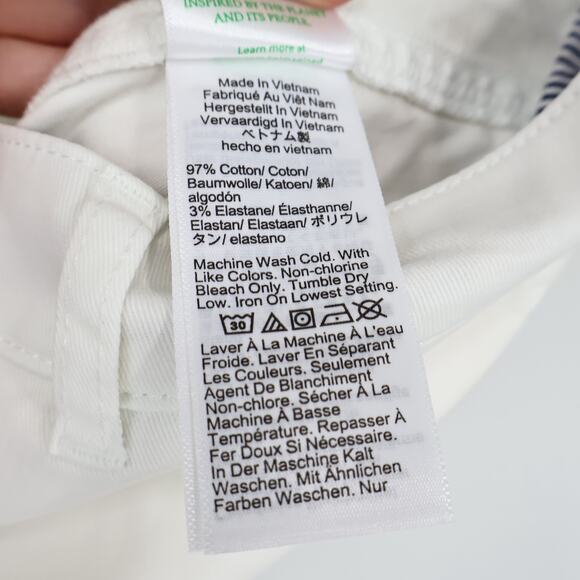 INSPIRED BY THE PLANET
AND ITS PEOPLE.
Learn more at
Made In Vietnam
Fabriqué Au Viêt Nam
Hergestellt In Vietnam
Vervaardigd In Vietnam
ベトナム製
hecho en vietnam
97% Cotton/ Coton/
Baumwolle/ Katoen/ 綿/
algodón
3% Elastane/ Élasthanne/
Elastan/ Elastaan/ ポリウレ
タン/ elastano
Machine Wash Cold. With
Like Colors. Non-chlorine
Bleach Only. Tumble Dry
Low. Iron On Lowest Setting.
30
Laver À La Machine À L'eau
Froide. Laver En Séparant
Les Couleurs. Seulement
Agent De Blanchiment
Non-chlore. Sécher À La
Machine À Basse
Température. Repasser À
Fer Doux Si Nécessaire.
In Der Maschine Kalt
Waschen. Mit Ähnlichen
Farben Waschen. Nur